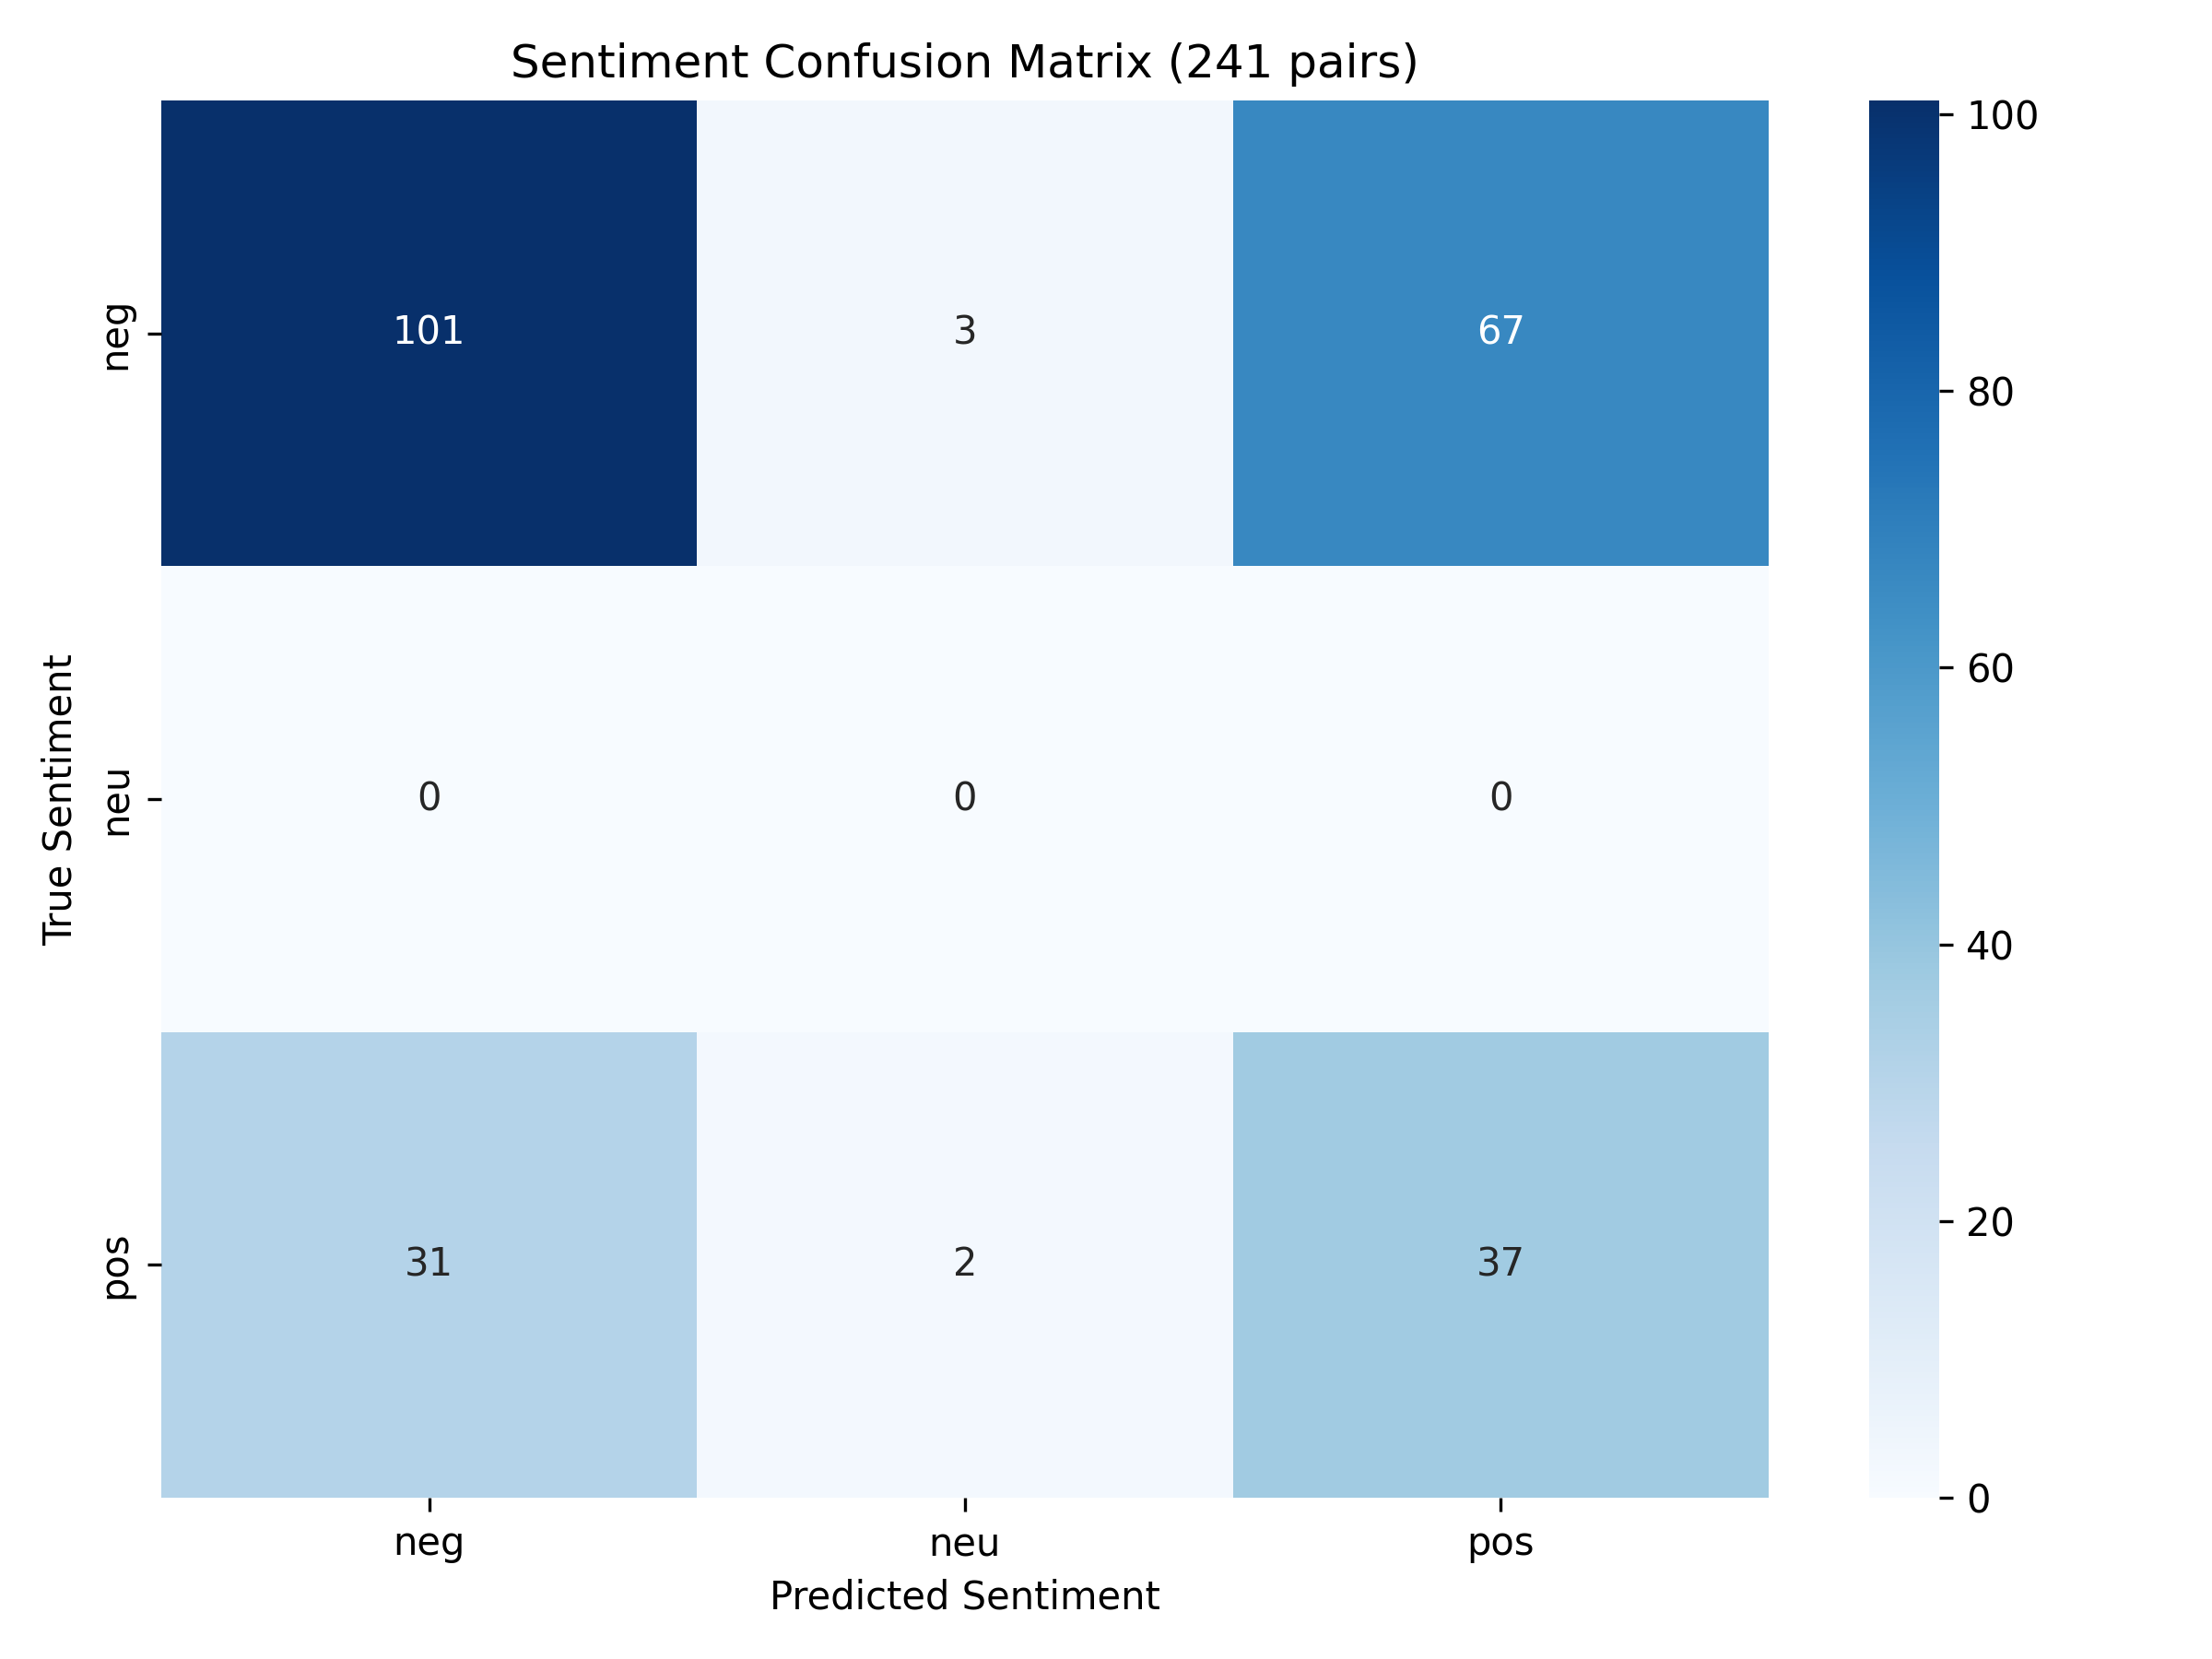 Sentiment Confusion Matrix (241 pairs)
True Sentiment
neg
101
3
67
neu
0
0
0
pos
31
2
37
neg
neu
pos
Predicted Sentiment
100
80
60
40
20
0